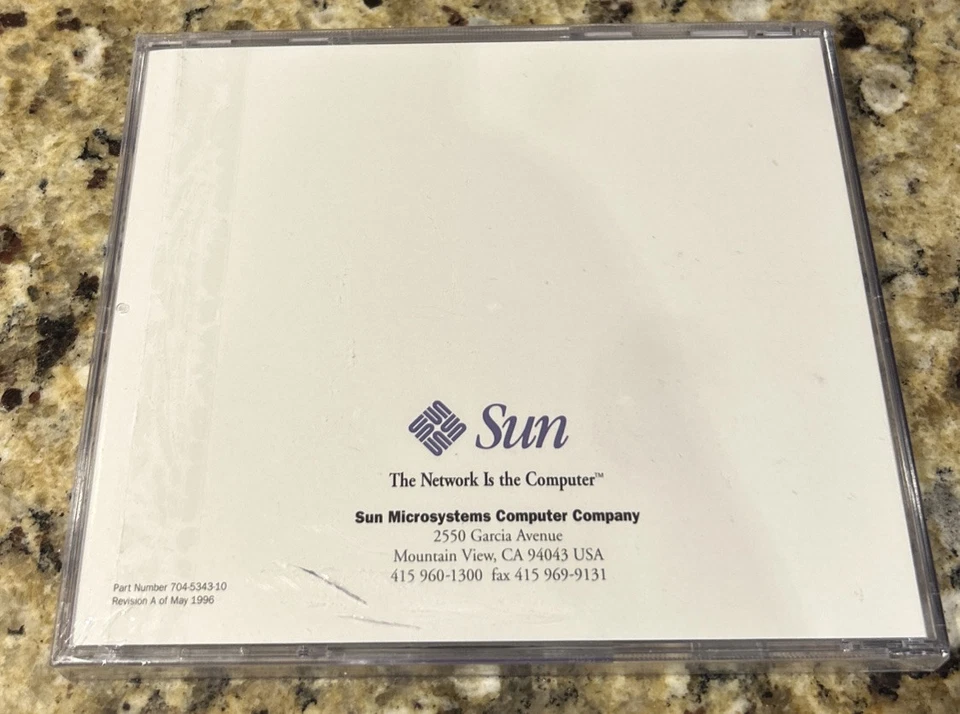 Sun
The Network Is the Computer™
Sun Microsystems Computer Company
2550 Garcia Avenue
Mountain View, CA 94043 USA
415 960-1300 fax 415 969-9131
Part Number 704-5343-10
Revision A of May 1996